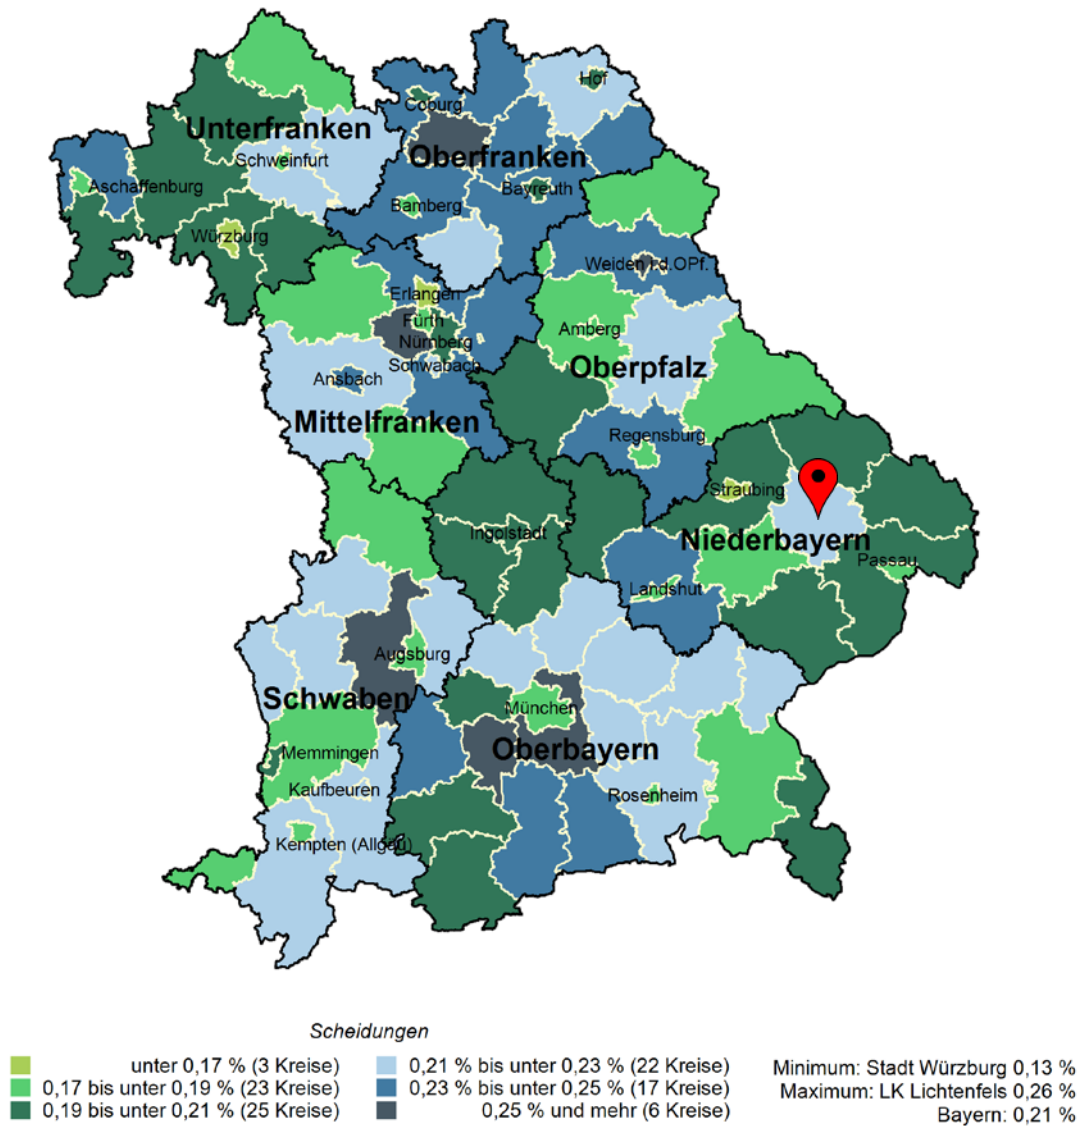 Hof
Coburg
Unterfranken
Oberfranken
Schweinfurt
Aschaffenburg
Bayreuth
Bamberg
Würzburg
Weiden i.d.OPf.
Erlangen
Fürth
Amberg
Nürnberg
Schwabach
Oberpfalz
Ansbach
Mittelfranken
Regensburg
Straubing
Ingolstadt
Niederbayern
Passau
Landshut
Augsburg
Schwaben
München
Oberbayern
Memmingen
Kaufbeuren
Rosenheim
Kempten (Allgäu)
Scheidungen
unter 0,17 % (3 Kreise)
0,17 bis unter 0,19 % (23 Kreise)
0,19 bis unter 0,21 % (25 Kreise)
0,21 % bis unter 0,23 % (22 Kreise)
0,23 % bis unter 0,25 % (17 Kreise)
0,25 % und mehr (6 Kreise)
Minimum: Stadt Würzburg 0,13 %
Maximum: LK Lichtenfels 0,26 %
Bayern: 0,21 %